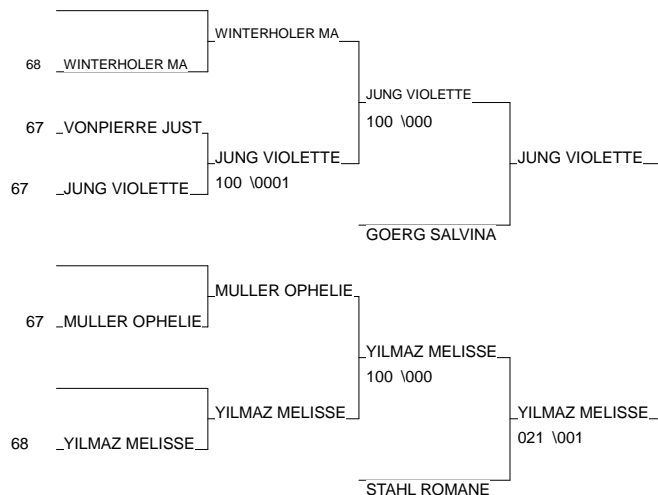 WINTERHOLER MA
68 WINTERHOLER MA
JUNG VIOLETTE
100 \000
67 VONPIERRE JUST
JUNG VIOLETTE
100 \0001
JUNG VIOLETTE
67 JUNG VIOLETTE
GOERG SALVINA
MULLER OPHELIE
67 MULLER OPHELIE
YILMAZ MELISSE
100 \000
YILMAZ MELISSE
YILMAZ MELISSE
021 \001
68 YILMAZ MELISSE
STAHL ROMANE